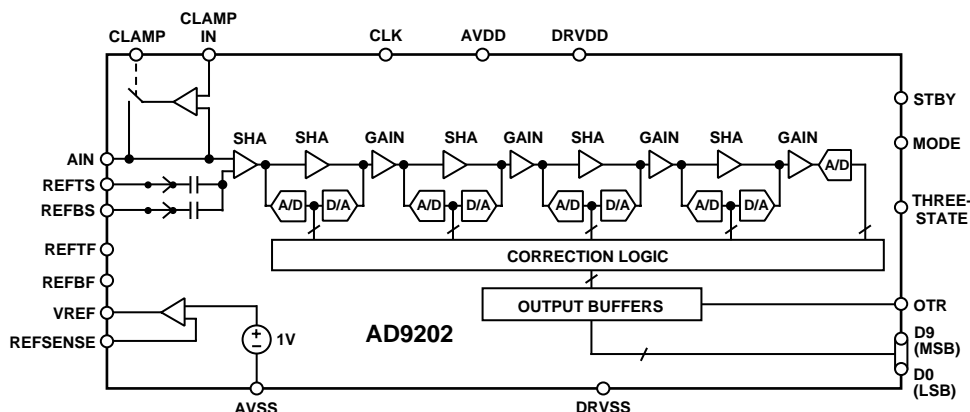 CLAMP
CLAMP
IN
CLK
AVDD
DRVDD
STBY
MODE
THREE-
STATE
AIN
REFTS
REFBS
REFTF
REFBF
VREF
REFSENSE
SHA
SHA
GAIN
SHA
GAIN
SHA
GAIN
SHA
GAIN
A/D
A/D
D/A
A/D
D/A
A/D
D/A
A/D
D/A
CORRECTION LOGIC
OUTPUT BUFFERS
OTR
1V
AD9202
D9
(MSB)
D0
(LSB)
AVSS
DRVSS